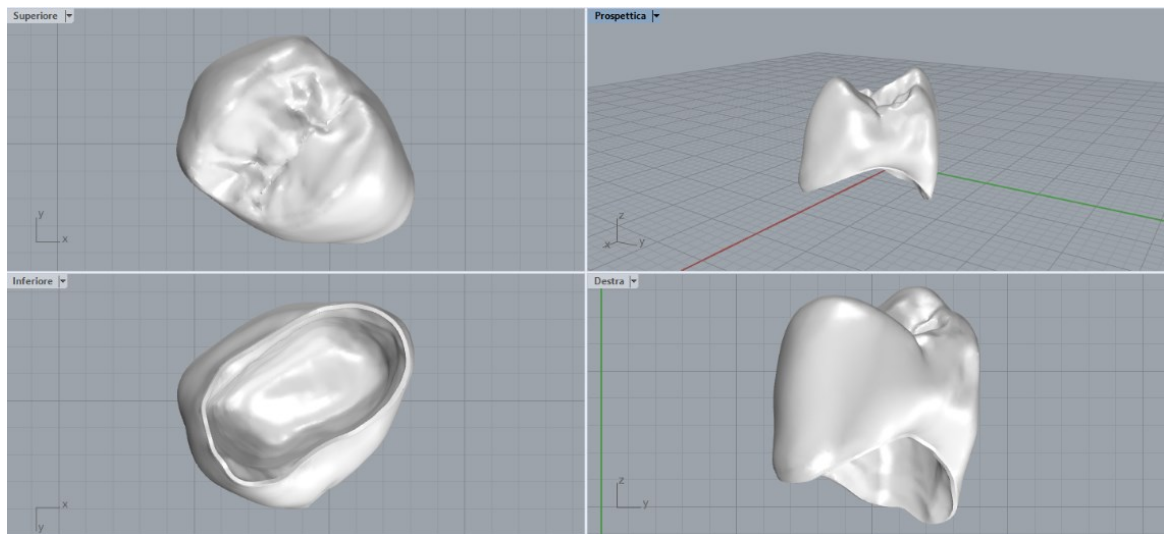 Superiore
Prospettica
y
x
z
x
y
Inferiore
Destra
x
y
z
y